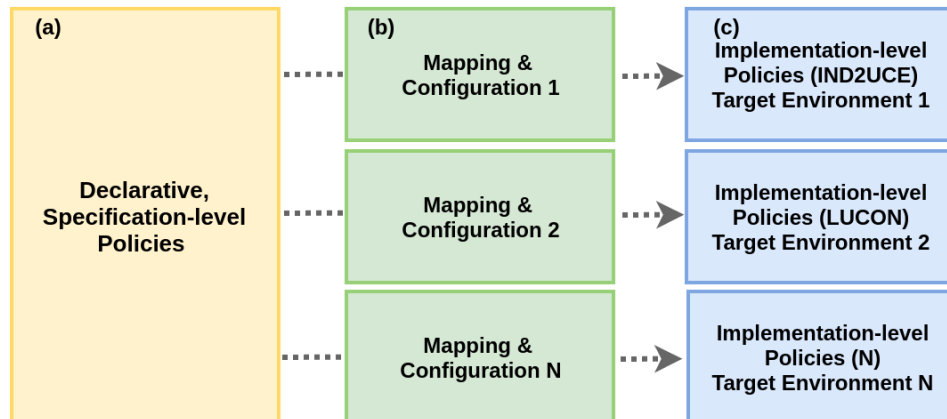 (a)
Declarative,
Specification-level
Policies
(b)
Mapping &
Configuration 1
Mapping &
Configuration 2
Mapping &
Configuration N
(c)
Implementation-level
Policies (IND2UCE)
Target Environment 1
Implementation-level
Policies (LUCON)
Target Environment 2
Implementation-level
Policies (N)
Target Environment N